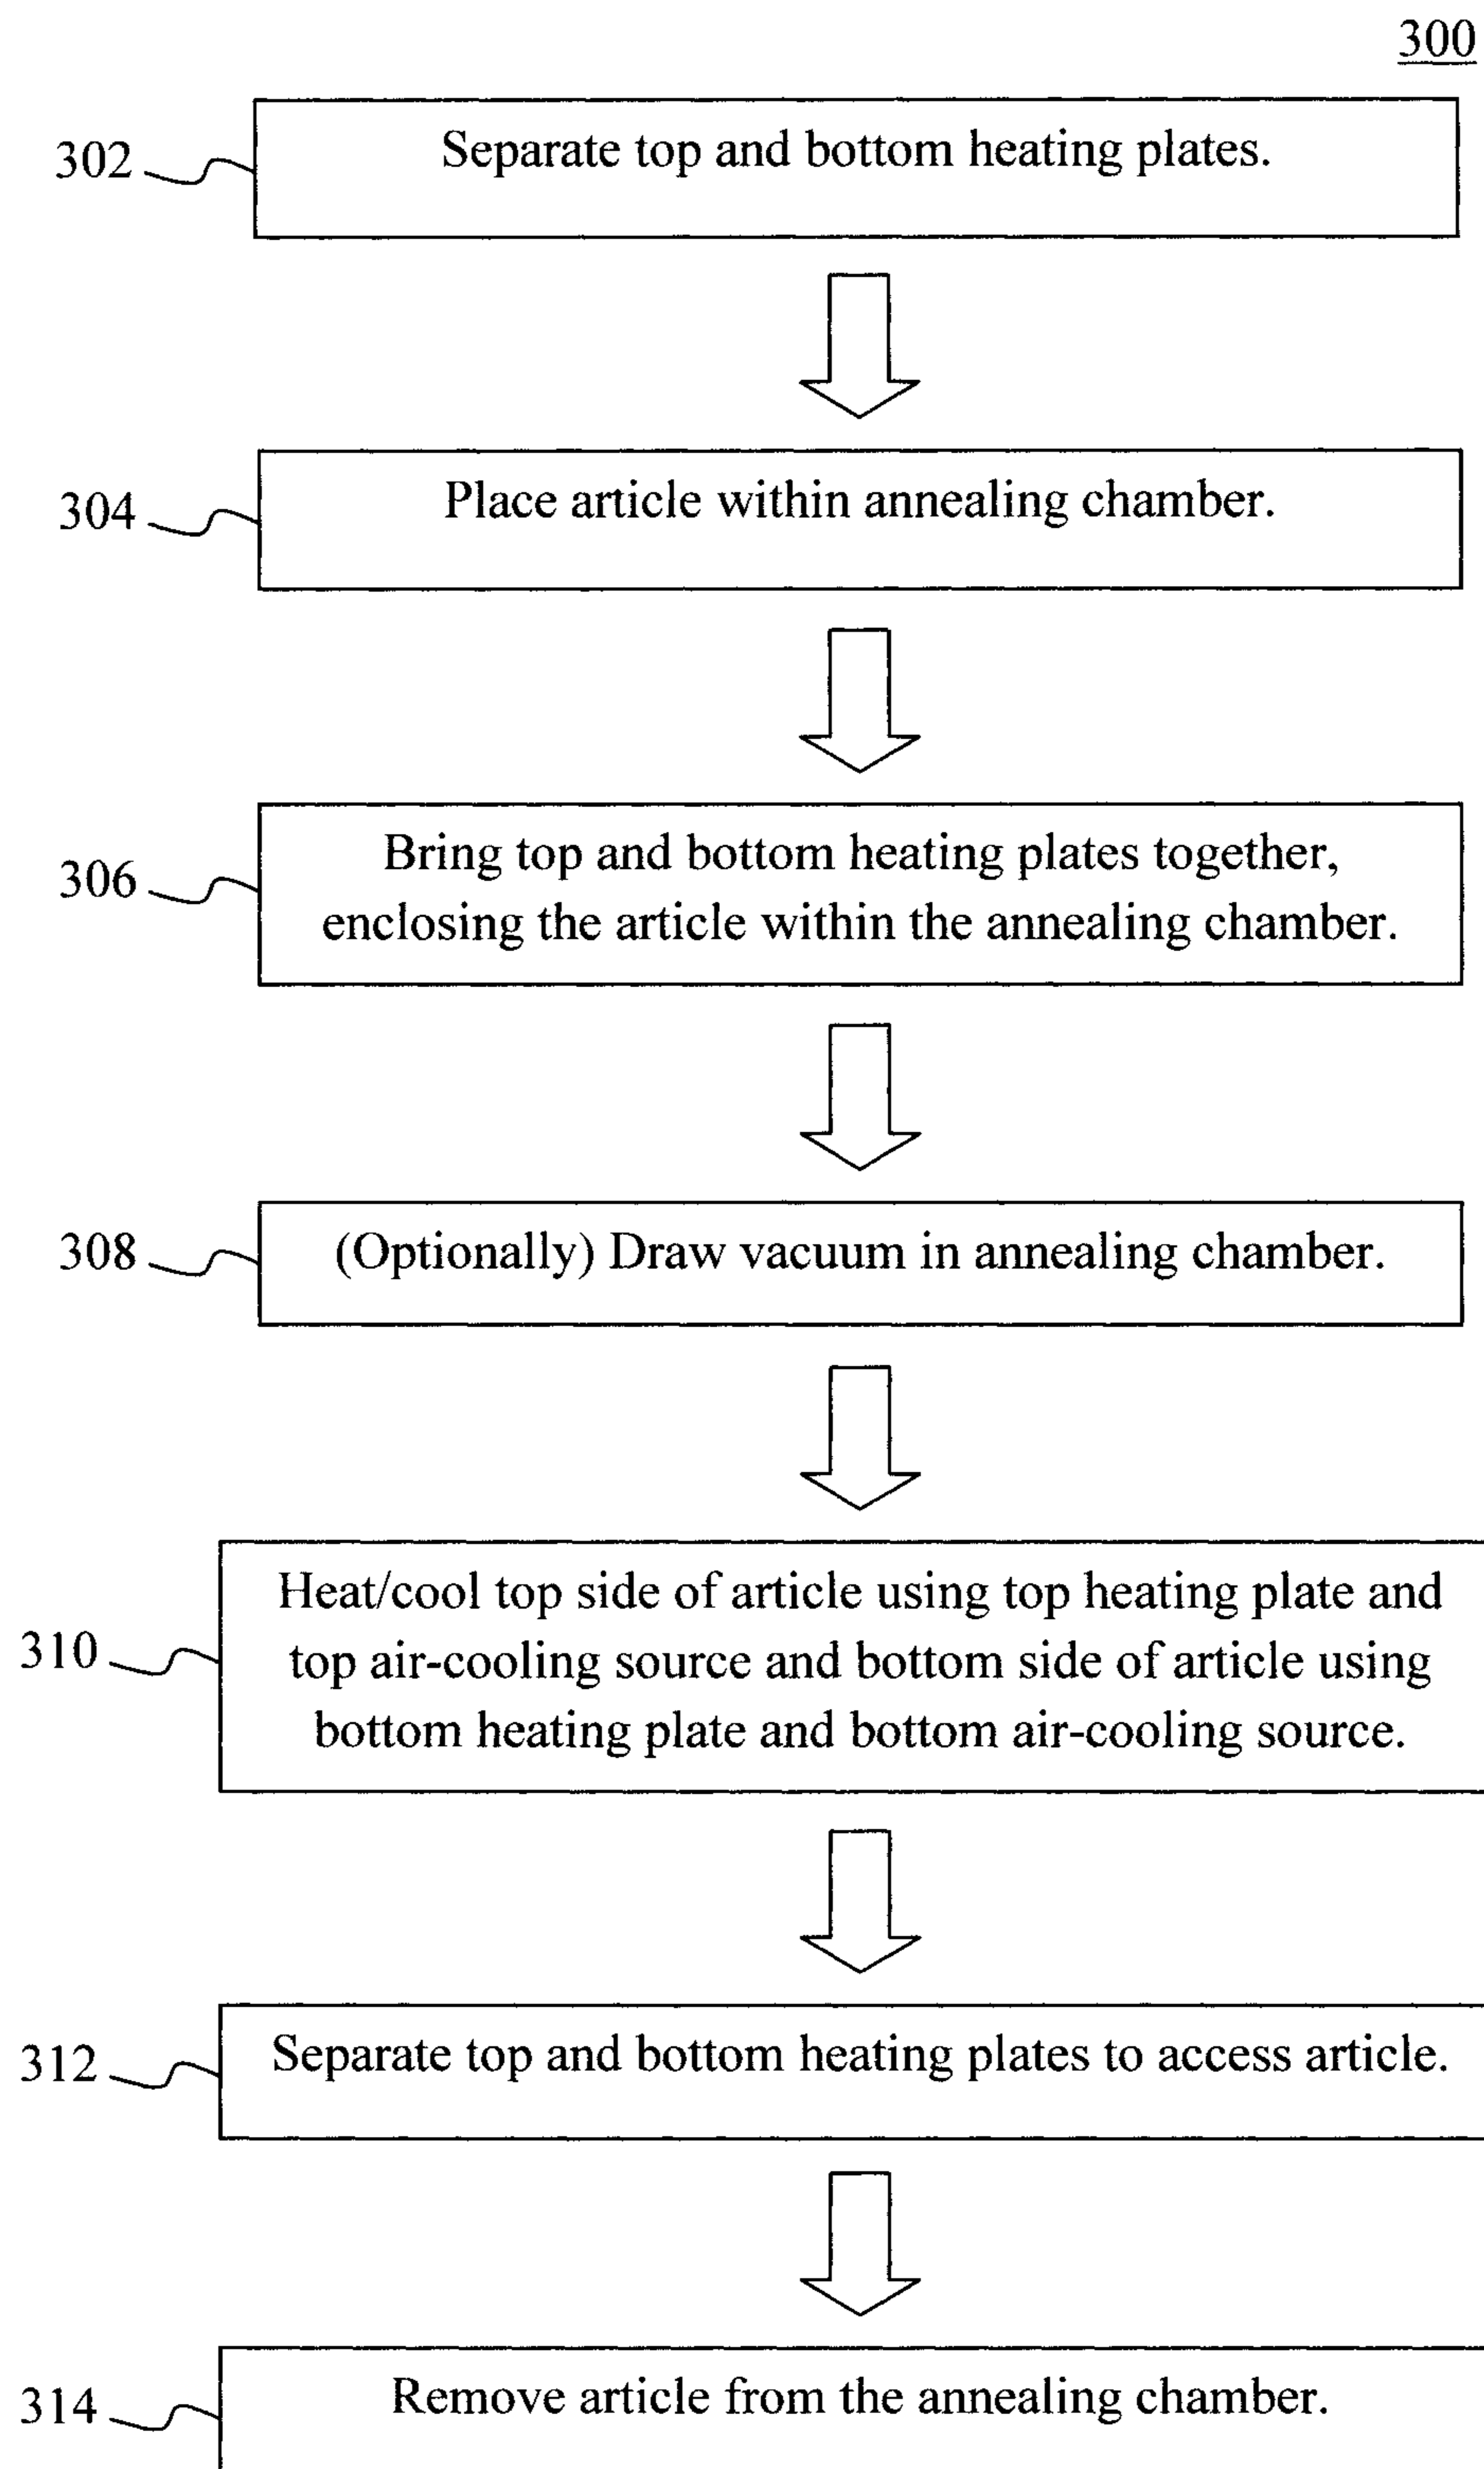 300
302
Separate top and bottom heating plates.
304
Place article within annealing chamber.
306
Bring top and bottom heating plates together,
enclosing the article within the annealing chamber.
308
(Optionally) Draw vacuum in annealing chamber.
310
Heat/cool top side of article using top heating plate and
top air-cooling source and bottom side of article using
bottom heating plate and bottom air-cooling source.
312
Separate top and bottom heating plates to access article.
314
Remove article from the annealing chamber.